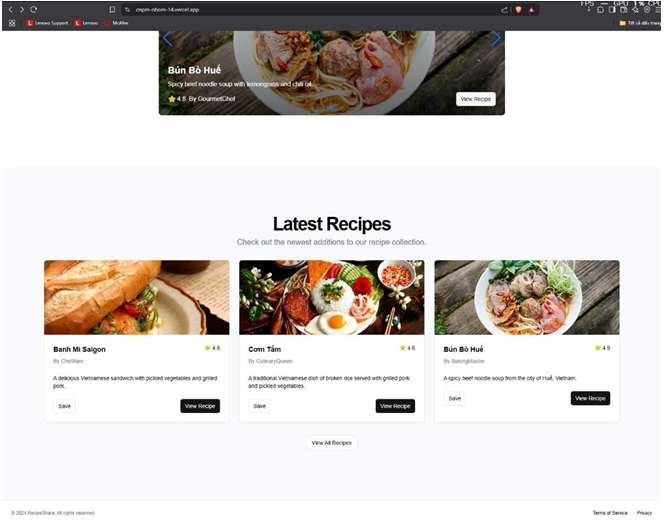 cnpm-nhom-14.vercel.app
FPS — GPU 1 % CPU
Lenovo Support Lenovo McAfee Tất cả dấu trang
Bún Bò Huế
Spicy beef noodle soup with lemongrass and chili oil.
4.8 By GourmetChef
View Recipe
Latest Recipes
Check out the newest additions to our recipe collection.
Banh Mi Saigon 4.8
By ChefAlex
A delicious Vietnamese sandwich with pickled vegetables and grilled
pork.
Save View Recipe
Cơm Tấm 4.6
By CulinaryQueen
A traditional Vietnamese dish of broken rice served with grilled pork
and pickled vegetables.
Save View Recipe
Bún Bò Huế 4.9
By BakingMaster
A spicy beef noodle soup from the city of Huế, Vietnam.
Save View Recipe
View All Recipes
© 2024 RecipeShare. All rights reserved. Terms of Service Privacy